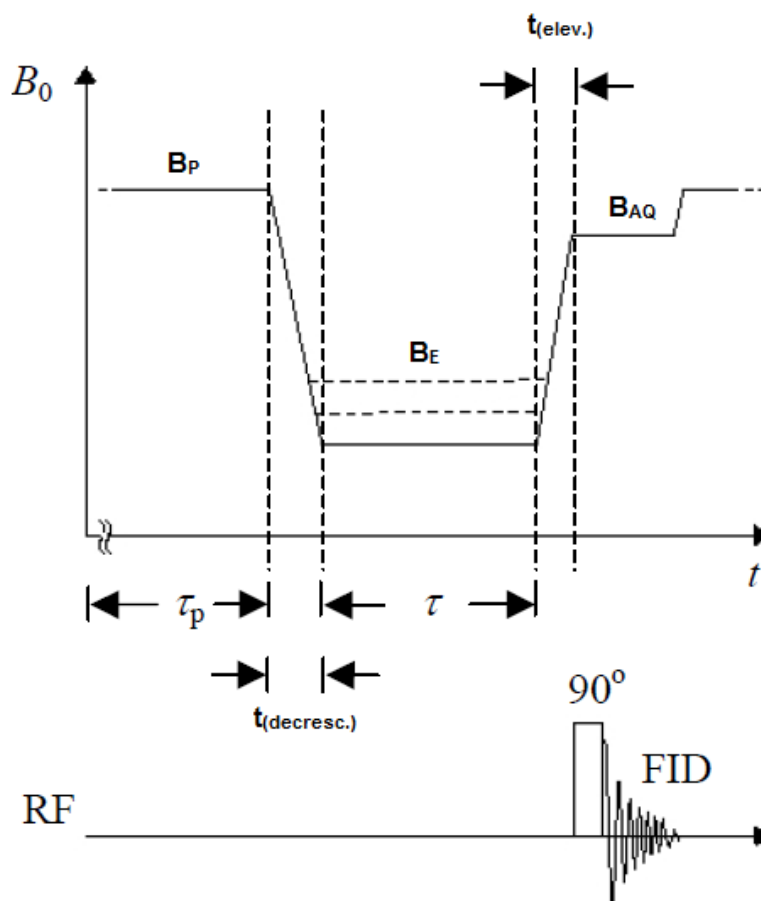 t(elev.)
B0
BP
BAQ
BE
t
τp
τ
t(decresc.)
90°
FID
RF